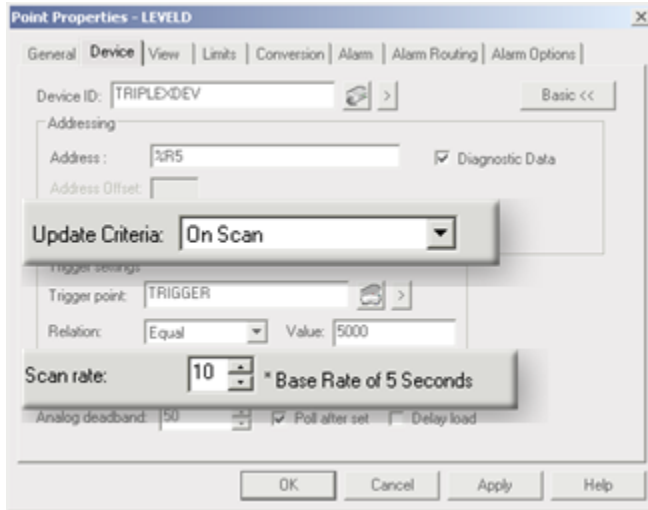 Point Properties - LEVELD
General Device View Limits Conversion Alarm Alarm Routing Alarm Options
Device ID: TRIPLEXDEV > Basic <<
Addressing
Address : %R5 Diagnostic Data
Address Offset:
Update Criteria: On Scan
Trigger settings
Trigger point: TRIGGER >
Relation: Equal Value: 5000
Scan rate: 10 * Base Rate of 5 Seconds
Analog deadband: 50 Poll after set Delay load
OK Cancel Apply Help